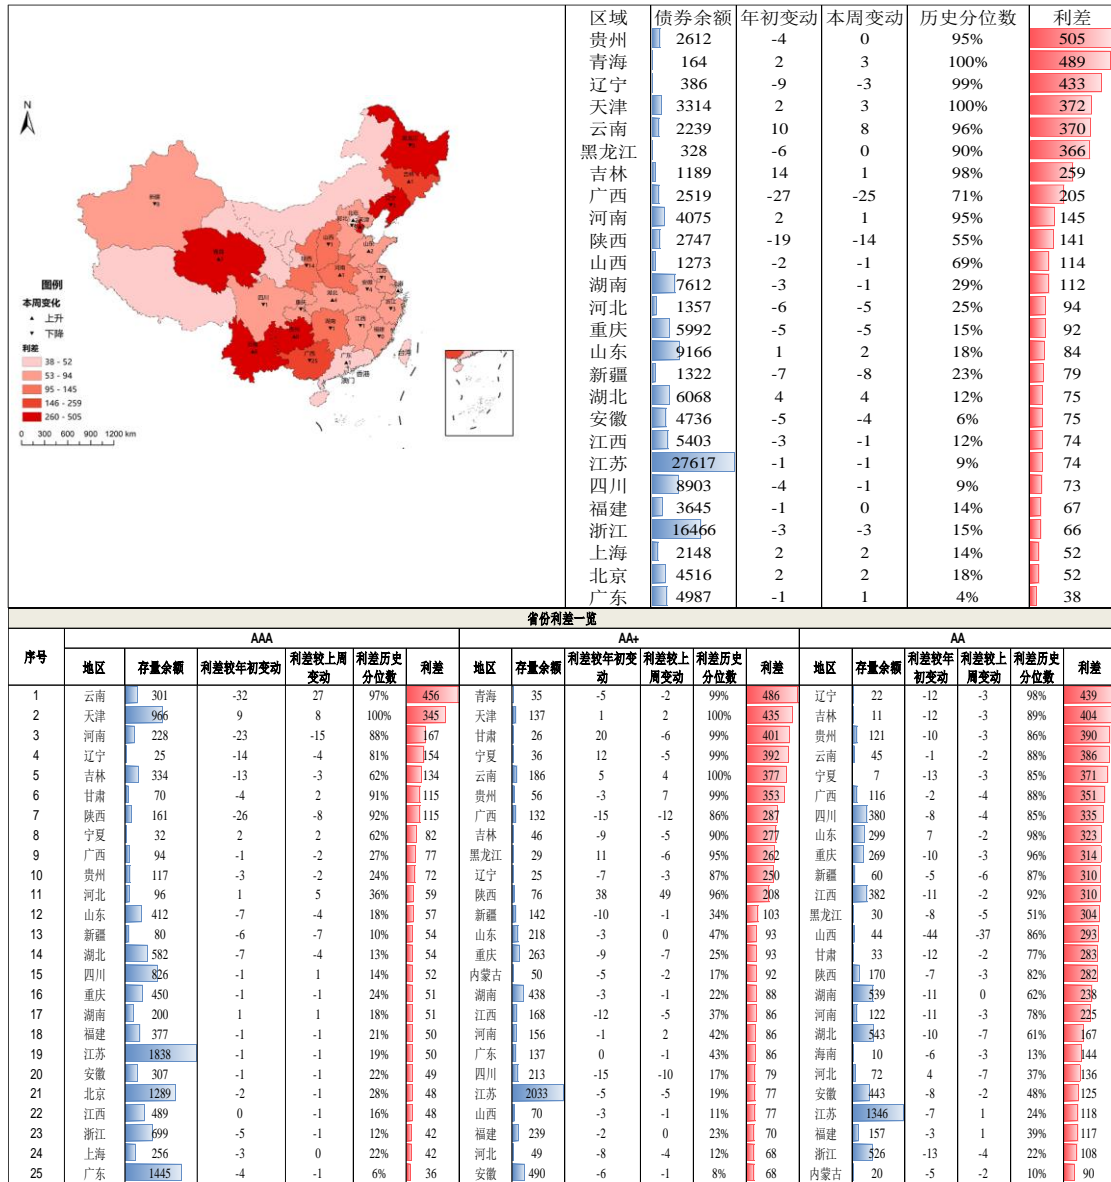 区域 债券余额 年初变动 本周变动 历史分位数 利差
贵州 2612 -4 0 95% 505
青海 164 2 3 100% 489
辽宁 386 -9 -3 99% 433
天津 3314 2 3 100% 372
云南 2239 10 8 96% 370
黑龙江 328 -6 0 90% 366
吉林 1189 14 1 98% 259
广西 2519 -27 -25 71% 205
河南 4075 2 1 95% 145
陕西 2747 -19 -14 55% 141
山西 1273 -2 -1 69% 114
湖南 7612 -3 -1 29% 112
河北 1357 -6 -5 25% 94
重庆 5992 -5 -5 15% 92
山东 9166 1 2 18% 84
新疆 1322 -7 -8 23% 79
湖北 6068 4 4 12% 75
安徽 4736 -5 -4 6% 75
江西 5403 -3 -1 12% 74
江苏 27617 -1 -1 9% 74
四川 8903 -4 -1 9% 73
福建 3645 -1 0 14% 67
浙江 16466 -3 -3 15% 66
上海 2148 2 2 14% 52
北京 4516 2 2 18% 52
广东 4987 -1 1 4% 38
N
图例
本周变化
▲ 上升
▼ 下降
利差
38 - 52
53 - 94
95 - 145
146 - 259
260 - 505
0 300 600 900 1200 km
台湾
香港
澳门
省份利差一览
序号 AAA AA+ AA
地区 存量余额 利差较年初变动 利差较上周变动 利差历史分位数 利差 地区 存量余额 利差较年初变动 利差较上周变动 利差历史分位数 利差 地区 存量余额 利差较年初变动 利差较上周变动 利差历史分位数 利差
1 云南 301 -32 27 97% 456 青海 35 -5 -2 99% 486 辽宁 22 -12 -3 98% 439
2 天津 966 9 8 100% 345 天津 137 1 2 100% 435 吉林 11 -12 -3 89% 404
3 河南 228 -23 -15 88% 167 甘肃 26 20 -6 99% 401 贵州 121 -10 -3 86% 390
4 辽宁 25 -14 -4 81% 154 宁夏 36 12 -5 99% 392 云南 45 -1 -2 88% 386
5 吉林 334 -13 -3 62% 134 云南 186 5 4 100% 377 宁夏 7 -13 -3 85% 371
6 甘肃 70 -4 2 91% 115 贵州 56 -3 7 99% 353 广西 116 -2 -4 88% 351
7 陕西 161 -26 -8 92% 115 广西 132 -15 -12 86% 287 四川 380 -8 -4 85% 335
8 宁夏 32 2 2 62% 82 吉林 46 -9 -5 90% 277 山东 299 7 -2 98% 323
9 广西 94 -1 -2 27% 77 黑龙江 29 11 -6 95% 262 重庆 269 -10 -3 96% 314
10 贵州 117 -3 -2 24% 72 辽宁 25 -7 -3 87% 250 新疆 60 -5 -6 87% 310
11 河北 96 1 5 36% 59 陕西 76 38 49 96% 208 江西 382 -11 -2 92% 310
12 山东 412 -7 -4 18% 57 新疆 142 -10 -1 34% 103 黑龙江 30 -8 -5 51% 304
13 新疆 80 -6 -7 10% 54 山东 218 -3 0 47% 93 山西 44 -44 -37 86% 293
14 湖北 582 -7 -4 13% 54 重庆 263 -9 -7 25% 93 甘肃 33 -12 -2 77% 283
15 四川 826 -1 1 14% 52 内蒙古 50 -5 -2 17% 92 陕西 170 -7 -3 82% 282
16 重庆 450 -1 -1 24% 51 湖南 438 -3 -1 22% 88 湖南 539 -11 0 62% 238
17 湖南 200 1 1 18% 51 江西 168 -12 -5 37% 86 河南 122 -11 -3 78% 225
18 福建 377 -1 -1 21% 50 河南 156 -1 2 42% 86 湖北 543 -10 -7 61% 167
19 江苏 1838 -1 -1 19% 50 广东 137 0 -1 43% 86 海南 10 -6 -3 13% 144
20 安徽 307 -1 -1 22% 49 四川 213 -15 -10 17% 79 河北 72 4 -7 37% 136
21 北京 1289 -2 -1 28% 48 江苏 2033 -5 -5 19% 77 安徽 443 -8 -2 48% 125
22 江西 489 0 -1 16% 48 山西 70 -3 -1 11% 77 江苏 1346 -7 1 24% 118
23 浙江 699 -5 -1 12% 42 福建 239 -2 0 23% 70 福建 157 -3 1 39% 117
24 上海 256 -3 0 22% 42 河北 49 -8 -4 12% 68 浙江 526 -13 -4 22% 108
25 广东 1445 -4 -1 6% 36 安徽 490 -6 -1 8% 68 内蒙古 20 -5 -2 10% 90